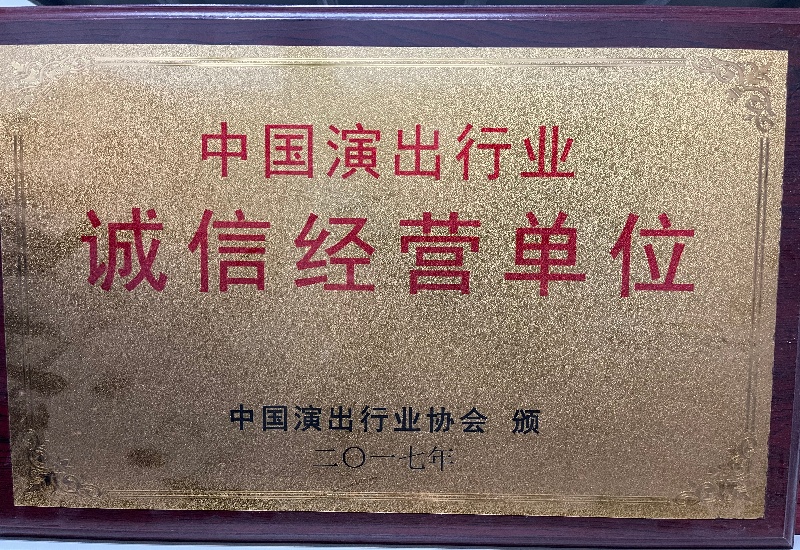 中国演出行业
诚信经营单位
中国演出行业协会 颁
二〇一七年